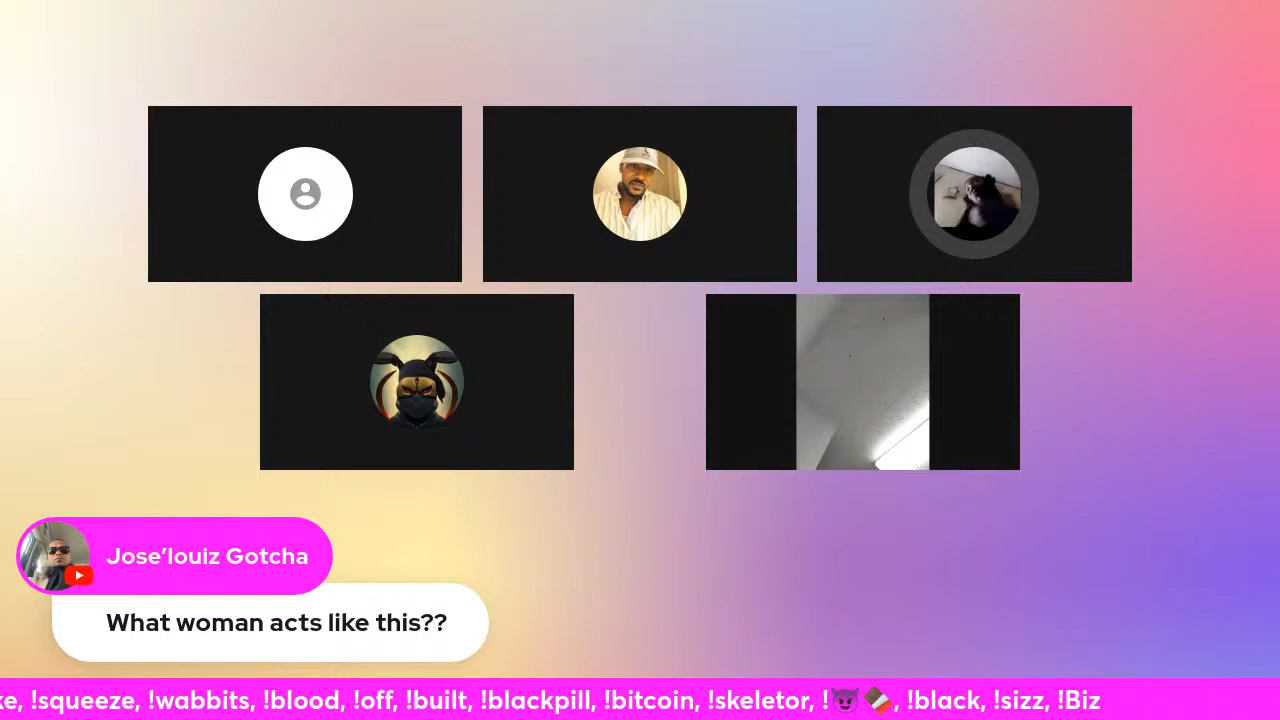 Jose’louiz Gotcha
What woman acts like this??
ke, !squeeze, !wabbits, !blood, !off, !built, !blackpill, !bitcoin, !skeletor, !😈🍫, !black, !sizz, !Biz